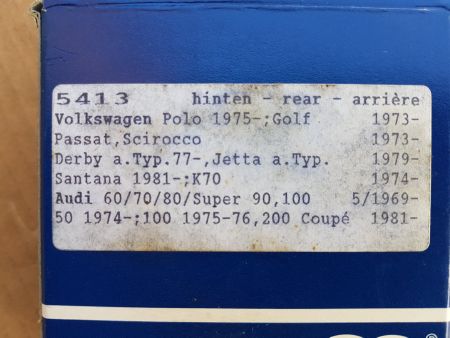 5413 hinten - rear - arrière
Volkswagen Polo 1975-;Golf 1973-
Passat,Scirocco 1973-
Derby a.Typ.77-,Jetta a.Typ. 1979-
Santana 1981-;K70 1974-
Audi 60/70/80/Super 90,100 5/1969-
50 1974-;100 1975-76,200 Coupé 1981-